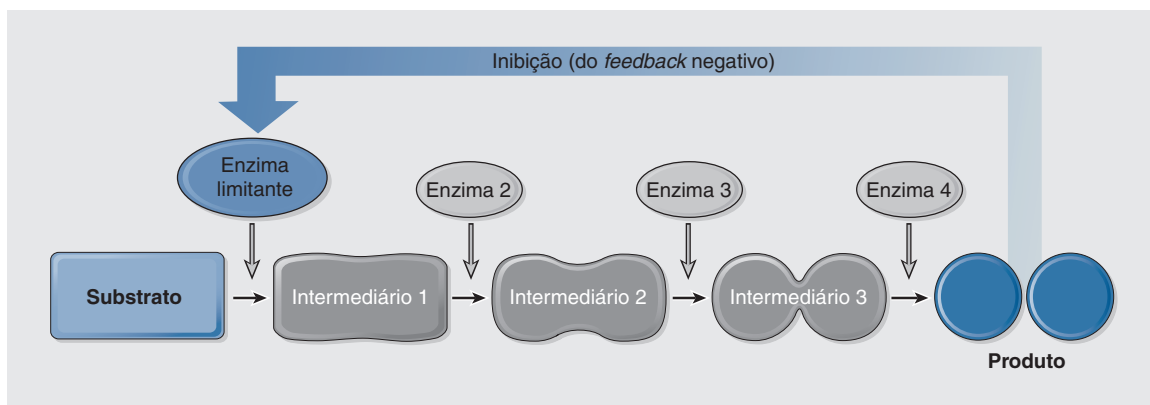 Inibição (do feedback negativo)
Enzima
limitante
Enzima 2
Enzima 3
Enzima 4
Substrato
Intermediário 1
Intermediário 2
Intermediário 3
Produto